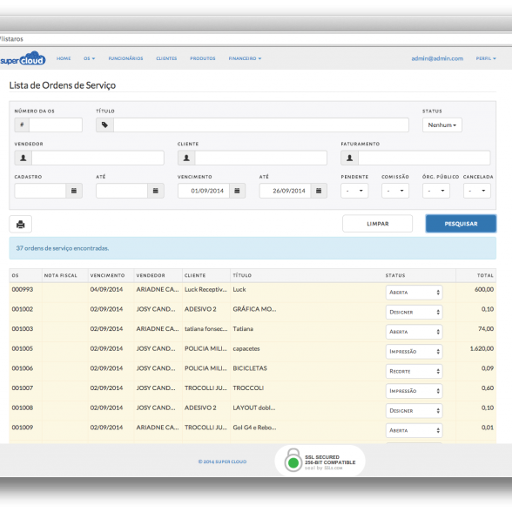 /listaros
super cloud
HOME OS FUNCIONÁRIOS CLIENTES PRODUTOS FINANCEIRO admin@admin.com PERFIL
Lista de Ordens de Serviço
NÚMERO DA OS TÍTULO STATUS
# Nenhum
VENDEDOR CLIENTE FATURAMENTO
CADASTRO ATÉ VENCIMENTO ATÉ PENDENTE COMISSÃO ÓRG. PÚBLICO CANCELADA
01/09/2014 26/09/2014 - - - -
LIMPAR PESQUISAR
37 ordens de serviço encontradas.
OS NOTA FISCAL VENCIMENTO VENDEDOR CLIENTE TÍTULO STATUS TOTAL
000993 04/09/2014 ARIADNE CA... Luck Receptiv... Luck ABERTA 600,00
001002 02/09/2014 JOSY CAND... ADESIVO 2 GRÁFICA MO... DESIGNER 0,10
001003 02/09/2014 ARIADNE CA... tatiana fonsec... Tatiana ABERTA 74,00
001005 02/09/2014 JOSY CAND... POLICIA MILI... capacetes IMPRESSÃO 1.620,00
001006 02/09/2014 JOSY CAND... POLICIA MILI... BICICLETAS RECORTE 0,09
001007 02/09/2014 JOSY CAND... TROCOLLI JU... TROCCOLI IMPRESSÃO 0,60
001008 02/09/2014 JOSY CAND... ADESIVO 2 LAYOUT dobl... DESIGNER 0,10
001009 02/09/2014 ARIADNE CA... TROCOLLI JU... Gol G4 e Rebo... ABERTA 0,01
© 2014 SUPER CLOUD
SSL SECURED
256-BIT COMPATIBLE